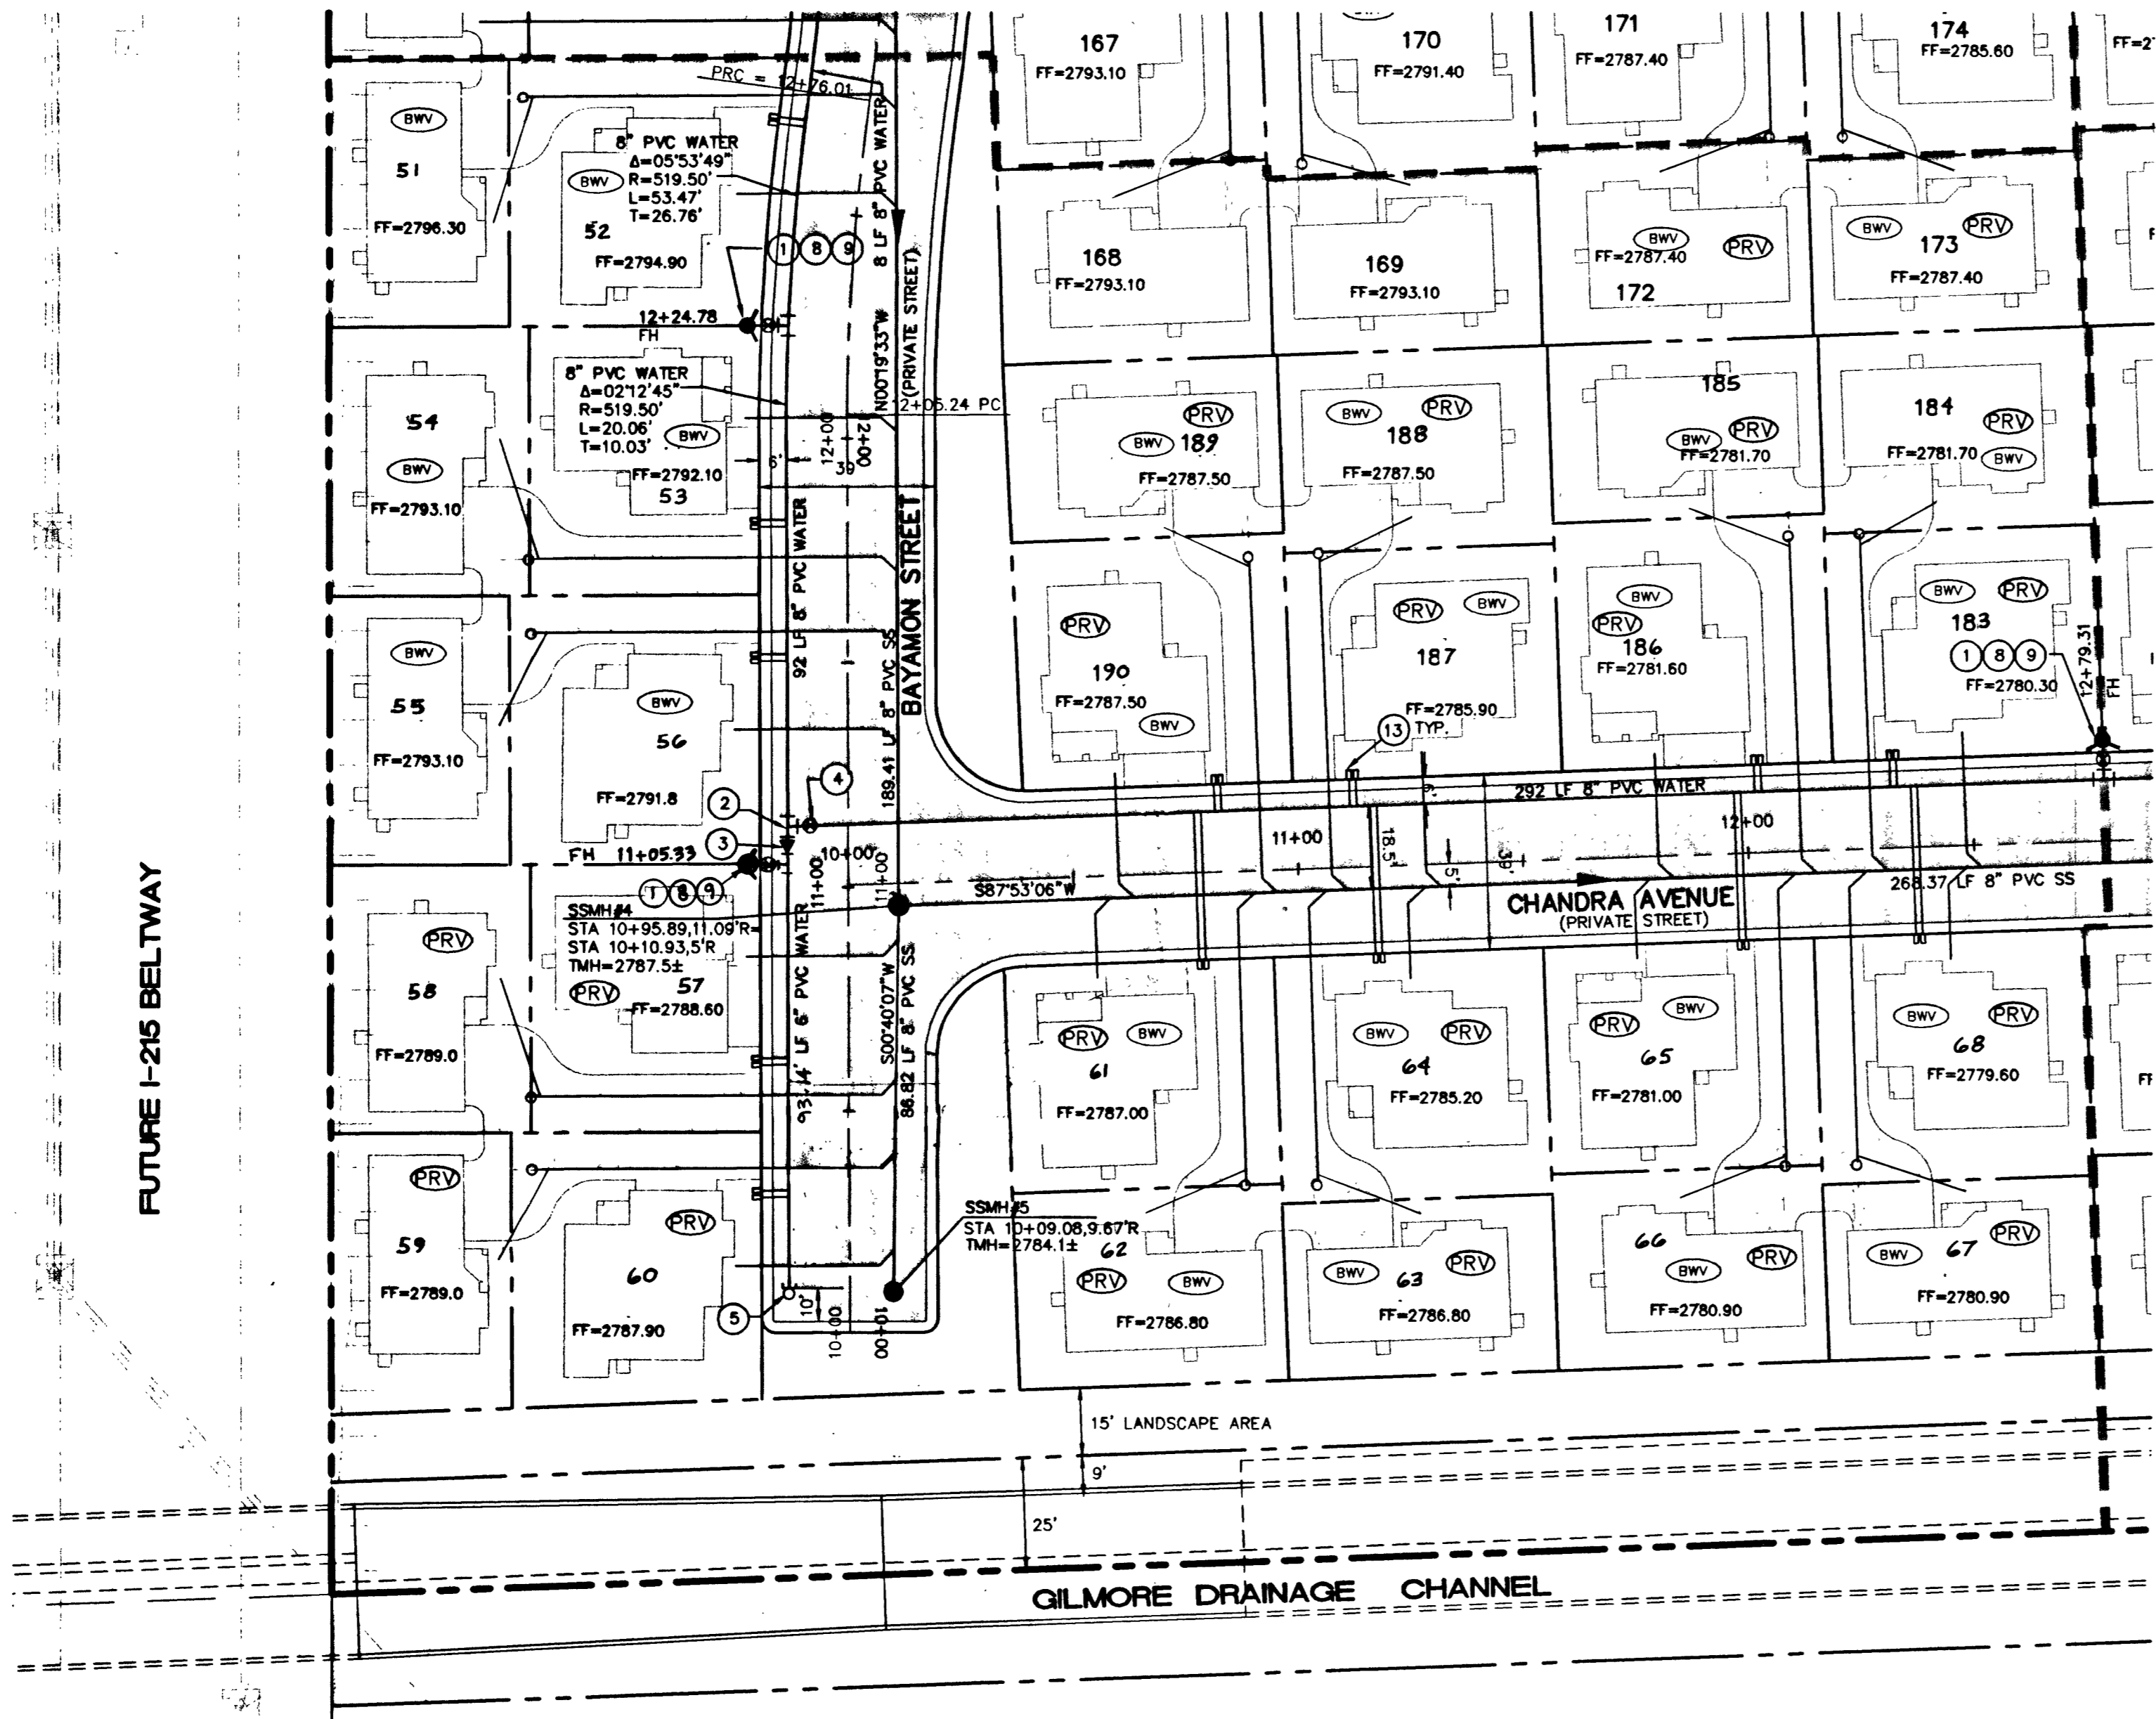 167
FF=2793.10
170
FF=2791.40
171
FF=2787.40
174
FF=2785.60
PRC = 12+76.01
BWV
51
FF=2796.30
8" PVC WATER
Δ=05°53'49"
R=519.50'
L=53.47'
T=26.76'
BWV
52
FF=2794.90
1 8 9
12+24.78
FH
8 LF 8" PVC WATER
N00°19'33"W
(PRIVATE STREET)
168
FF=2793.10
169
FF=2793.10
BWV
PRV
FF=2787.40
172
BWV
PRV
173
FF=2787.40
54
BWV
FF=2793.10
8" PVC WATER
Δ=02°12'45"
R=519.50'
L=20.06'
T=10.03'
BWV
FF=2792.10
53
12+05.24 PC
6'
39
12+00
12+00
PRV
BWV
189
FF=2787.50
BWV
PRV
188
FF=2787.50
185
BWV
PRV
FF=2781.70
184
PRV
FF=2781.70
BWV
92 LF 8" PVC WATER
BAYAMON STREET
189.41 LF 8" PVC SS
BWV
55
FF=2793.10
BWV
56
FF=2791.8
PRV
190
FF=2787.50
BWV
PRV
BWV
187
FF=2785.90
13 TYP.
BWV
PRV
186
FF=2781.60
BWV
PRV
183
1 8 9
FF=2780.30
12+79.31
FH
2
4
3
FH 11+05.33
1 8 9
10+00
11+00
11+00
292 LF 8" PVC WATER
6'
11+00
18.5'
39'
12+00
5'
S87°53'06"W
CHANDRA AVENUE
(PRIVATE STREET)
268.37 LF 8" PVC SS
SSMH#4
STA 10+95.89,11.09'R=
STA 10+10.93,5'R
TMH=2787.5±
PRV
58
FF=2789.0
PRV
57
FF=2788.60
93.14' LF 6" PVC WATER
S00°40'07"W
86.82 LF 8" PVC SS
PRV
BWV
61
FF=2787.00
BWV
PRV
64
FF=2785.20
PRV
BWV
65
FF=2781.00
BWV
PRV
68
FF=2779.60
FUTURE I-215 BELTWAY
PRV
59
FF=2789.0
PRV
60
FF=2787.90
5
10'
10+00
10+00
SSMH#5
STA 10+09.08,9.67'R
TMH=2784.1±
62
PRV
BWV
FF=2786.80
BWV
63
PRV
FF=2786.80
66
BWV
PRV
FF=2780.90
BWV
67
PRV
FF=2780.90
15' LANDSCAPE AREA
9'
25'
GILMORE DRAINAGE CHANNEL